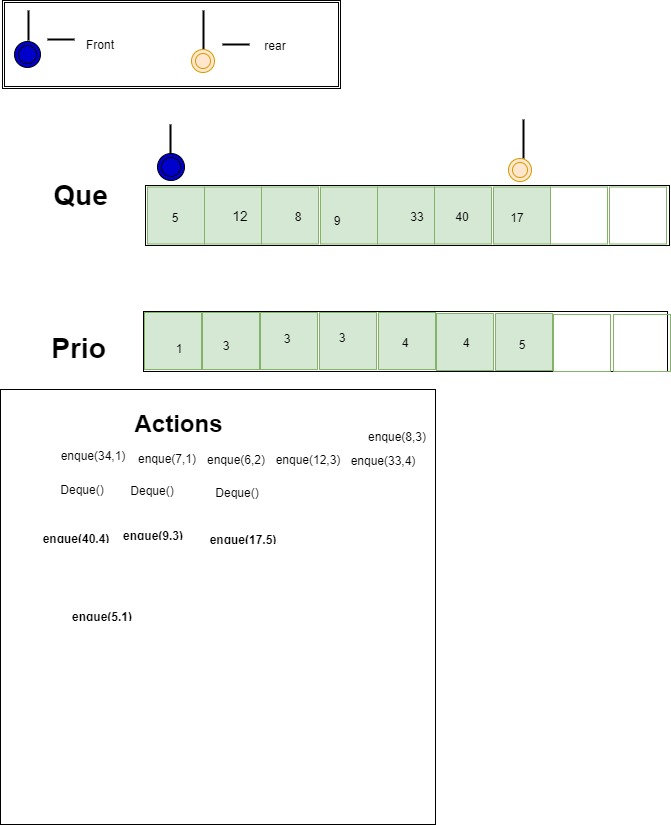 Front rear
Que
5 12 8 9 33 40 17
Prio
1 3 3 3 4 4 5
Actions
enque(8,3)
enque(34,1) enque(7,1) enque(6,2) enque(12,3) enque(33,4)
Deque() Deque() Deque()
enque(40,4) enque(9,3) enque(17,5)
enque(5,1)